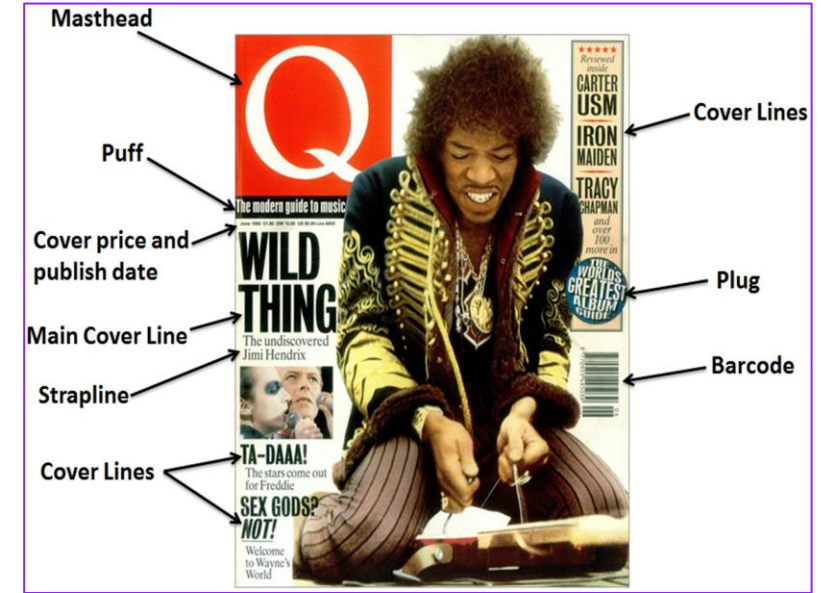 Masthead
Puff
Cover price and
publish date
Main Cover Line
Strapline
Cover Lines
Q
The modern guide to music
June 1992
WILD
THING
The undiscovered
Jimi Hendrix
TA-DAAA!
The stars come out
for Freddie
SEX GODS?
NOT!
Welcome
to Wayne's
World
★★★★★
Reviewed
inside
CARTER
USM
IRON
MAIDEN
TRACY
CHAPMAN
and
over
100
more in
THE
WORLDS
GREATEST
ALBUM
GUIDE
Cover Lines
Plug
Barcode